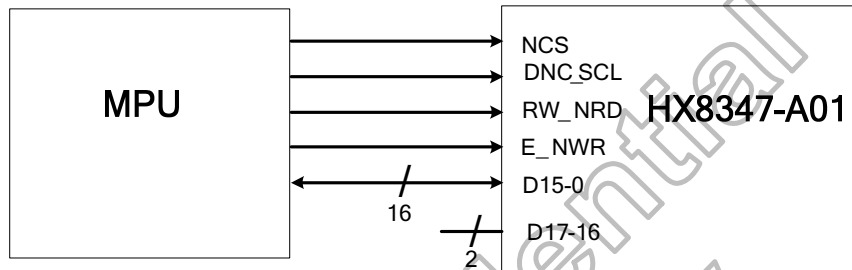 MPU
NCS
DNC_SCL
RW_NRD
HX8347-A01
E_NWR
D15-0
16
D17-16
2